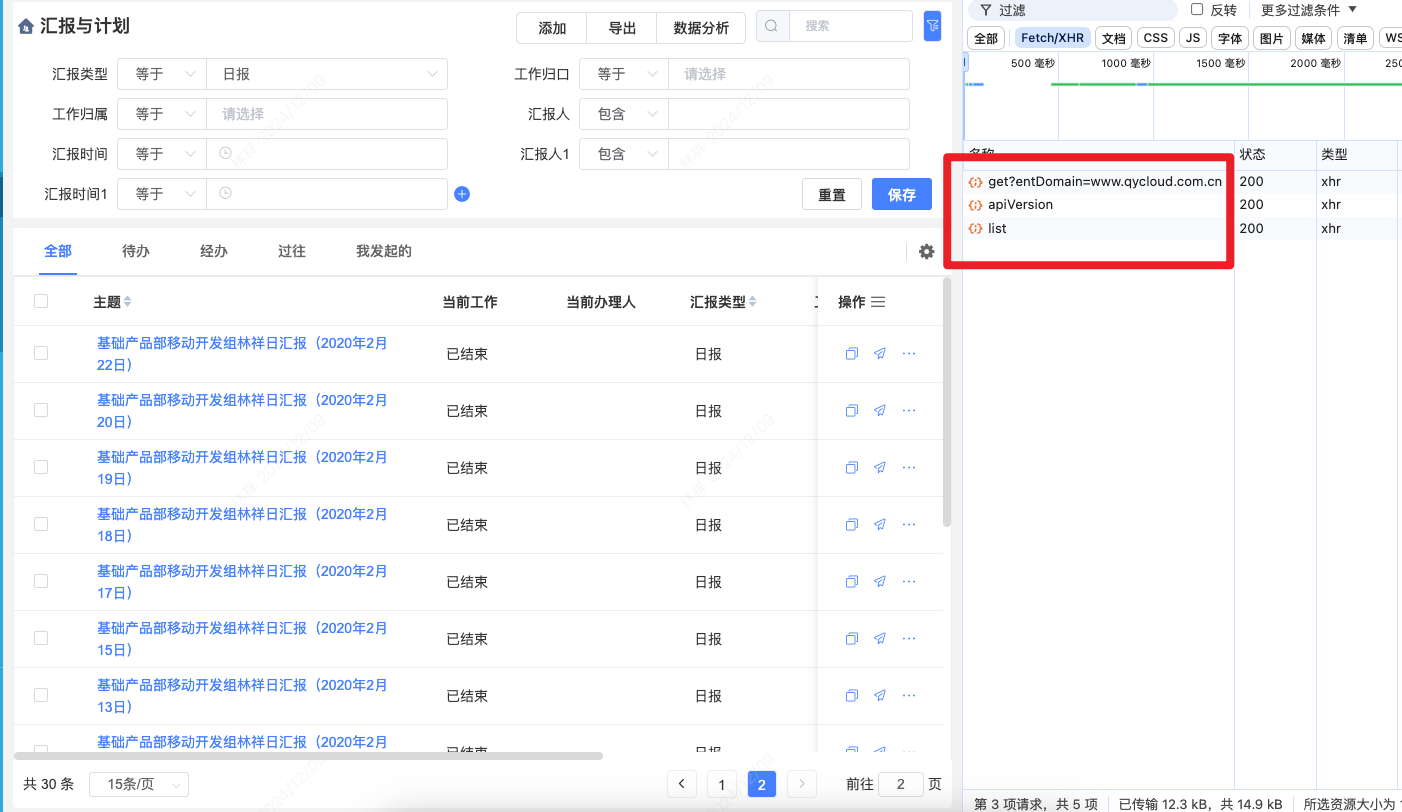 汇报与计划
添加 导出 数据分析 搜索
汇报类型 等于 日报 工作归口 等于 请选择
工作归属 等于 请选择 汇报人 包含
汇报时间 等于 汇报人1 包含
汇报时间1 等于 重置 保存
全部 待办 经办 过往 我发起的
主题 当前工作 当前办理人 汇报类型 操作
基础产品部移动开发组林祥日汇报（2020年2月
22日） 已结束 日报
基础产品部移动开发组林祥日汇报（2020年2月
20日） 已结束 日报
基础产品部移动开发组林祥日汇报（2020年2月
19日） 已结束 日报
基础产品部移动开发组林祥日汇报（2020年2月
18日） 已结束 日报
基础产品部移动开发组林祥日汇报（2020年2月
17日） 已结束 日报
基础产品部移动开发组林祥日汇报（2020年2月
15日） 已结束 日报
基础产品部移动开发组林祥日汇报（2020年2月
13日） 已结束 日报
基础产品部移动开发组林祥日汇报（2020年2月
已结束 日报
共 30 条 15条/页 1 2 前往 2 页
林祥 2024/12/09
林祥 2024/12/09
林祥 2024/12/09
林祥 2024/12/09
过滤 反转 更多过滤条件
全部 Fetch/XHR 文档 CSS JS 字体 图片 媒体 清单 WS
500 毫秒 1000 毫秒 1500 毫秒 2000 毫秒 250
名称 状态 类型
get?entDomain=www.qycloud.com.cn 200 xhr
apiVersion 200 xhr
list 200 xhr
第 3 项请求，共 5 项 已传输 12.3 kB，共 14.9 kB 所选资源大小为